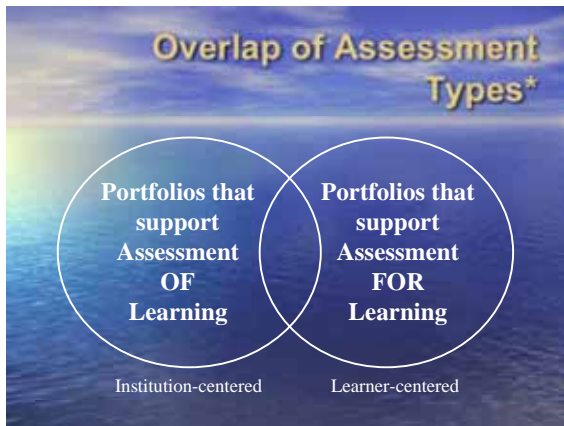 Overlap of Assessment
Types*
Portfolios that
support
Assessment
OF
Learning
Portfolios that
support
Assessment
FOR
Learning
Institution-centered
Learner-centered